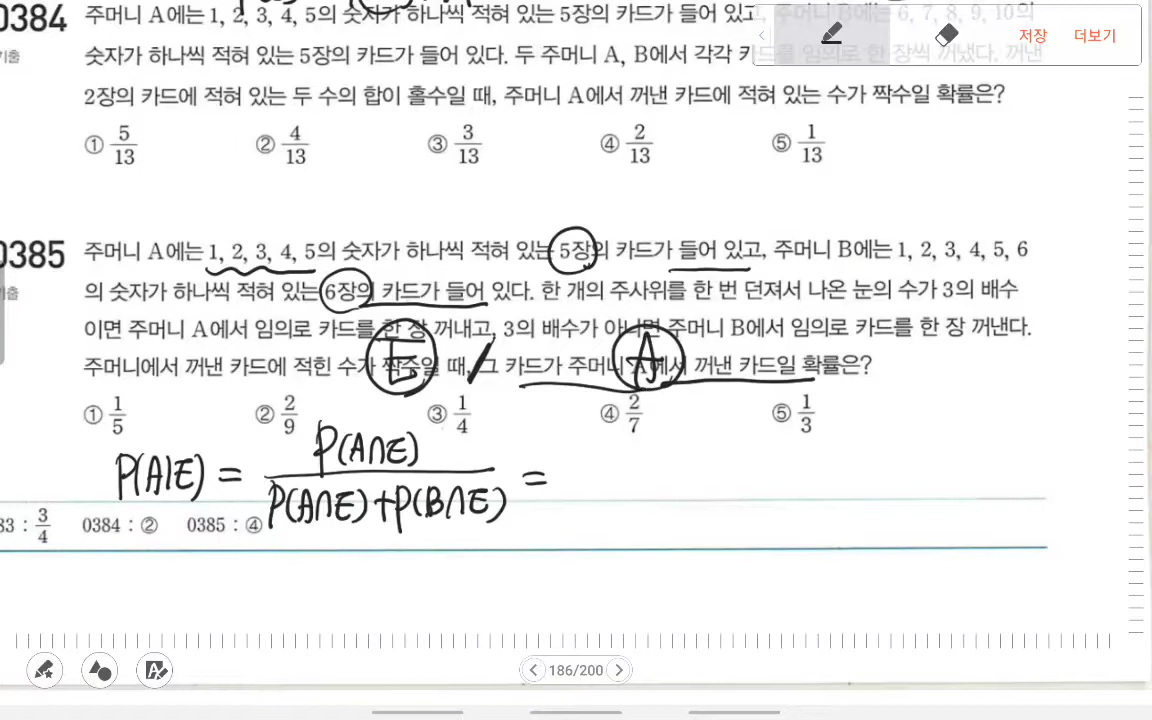 0384 주머니 A에는 1, 2, 3, 4, 5의 숫자가 하나씩 적혀 있는 5장의 카드가 들어 있고, 주머니 B에는 6, 7, 8, 9, 10의
기출 숫자가 하나씩 적혀 있는 5장의 카드가 들어 있다. 두 주머니 A, B에서 각각 카드를 임의로 한 장씩 꺼냈다. 꺼낸
저장 더보기
2장의 카드에 적혀 있는 두 수의 합이 홀수일 때, 주머니 A에서 꺼낸 카드에 적혀 있는 수가 짝수일 확률은?
① 5/13 ② 4/13 ③ 3/13 ④ 2/13 ⑤ 1/13
0385 주머니 A에는 1, 2, 3, 4, 5의 숫자가 하나씩 적혀 있는 5장의 카드가 들어 있고, 주머니 B에는 1, 2, 3, 4, 5, 6
기출 의 숫자가 하나씩 적혀 있는 6장의 카드가 들어 있다. 한 개의 주사위를 한 번 던져서 나온 눈의 수가 3의 배수
이면 주머니 A에서 임의로 카드를 한 장 꺼내고, 3의 배수가 아니면 주머니 B에서 임의로 카드를 한 장 꺼낸다.
주머니에서 꺼낸 카드에 적힌 수가 짝수일 때, 그 카드가 주머니 A에서 꺼낸 카드일 확률은?
E A
① 1/5 ② 2/9 ③ 1/4 ④ 2/7 ⑤ 1/3
P(A|E) = P(A∩E) / P(A∩E)+P(B∩E) =
83 : 3/4 0384 : ② 0385 : ④
186/200